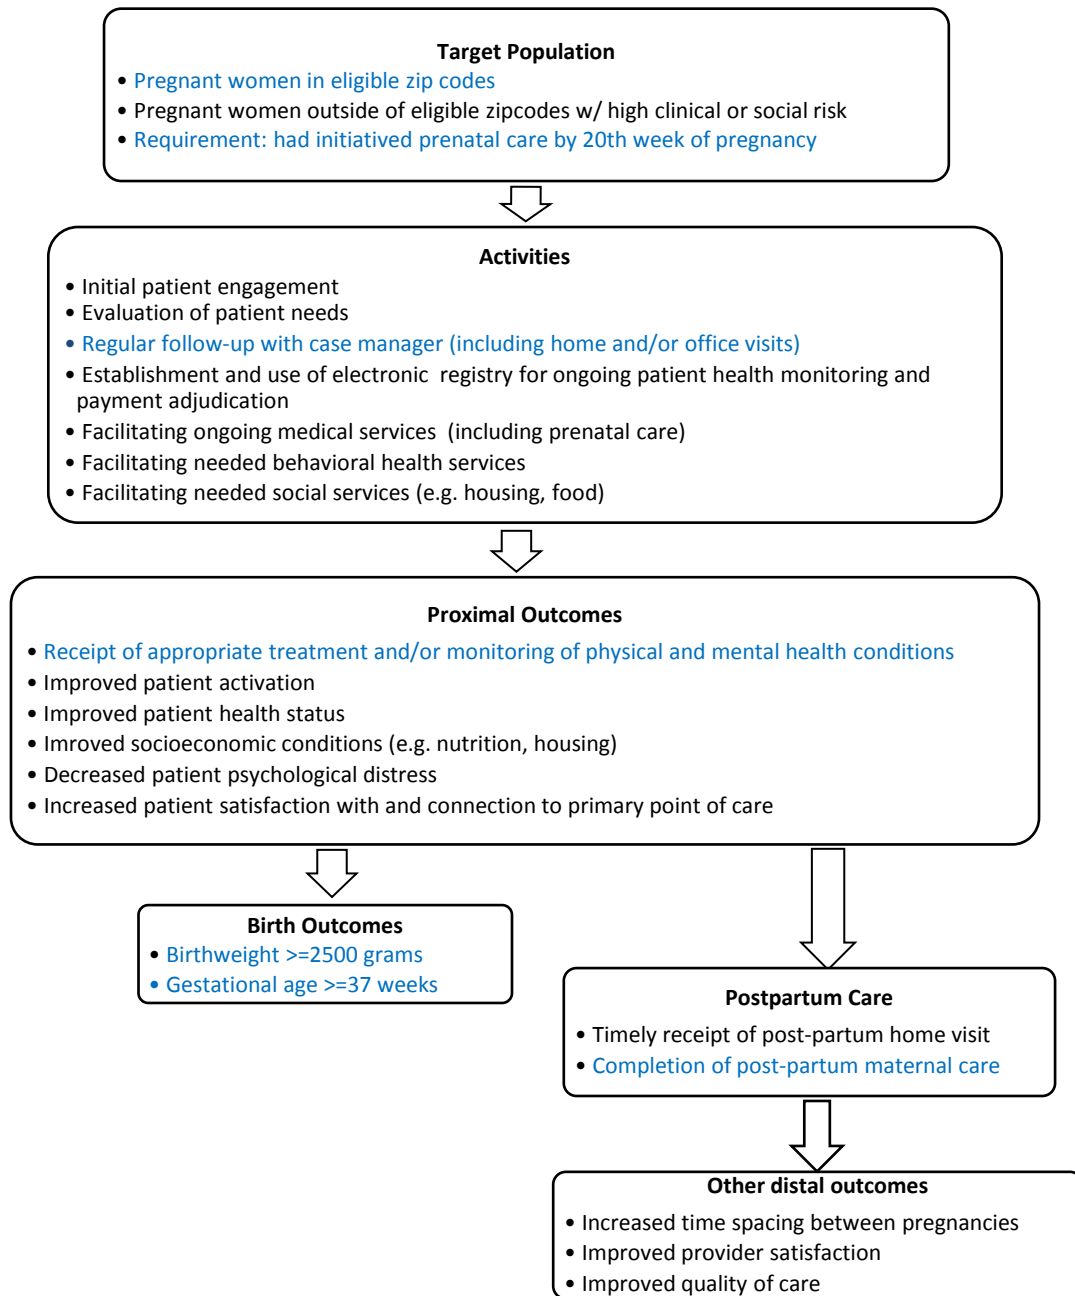 Target Population
• Pregnant women in eligible zip codes
• Pregnant women outside of eligible zipcodes w/ high clinical or social risk
• Requirement: had initiatived prenatal care by 20th week of pregnancy
Activities
• Initial patient engagement
• Evaluation of patient needs
• Regular follow-up with case manager (including home and/or office visits)
• Establishment and use of electronic registry for ongoing patient health monitoring and
payment adjudication
• Facilitating ongoing medical services (including prenatal care)
• Facilitating needed behavioral health services
• Facilitating needed social services (e.g. housing, food)
Proximal Outcomes
• Receipt of appropriate treatment and/or monitoring of physical and mental health conditions
• Improved patient activation
• Improved patient health status
• Imroved socioeconomic conditions (e.g. nutrition, housing)
• Decreased patient psychological distress
• Increased patient satisfaction with and connection to primary point of care
Birth Outcomes
• Birthweight >=2500 grams
• Gestational age >=37 weeks
Postpartum Care
• Timely receipt of post-partum home visit
• Completion of post-partum maternal care
Other distal outcomes
• Increased time spacing between pregnancies
• Improved provider satisfaction
• Improved quality of care